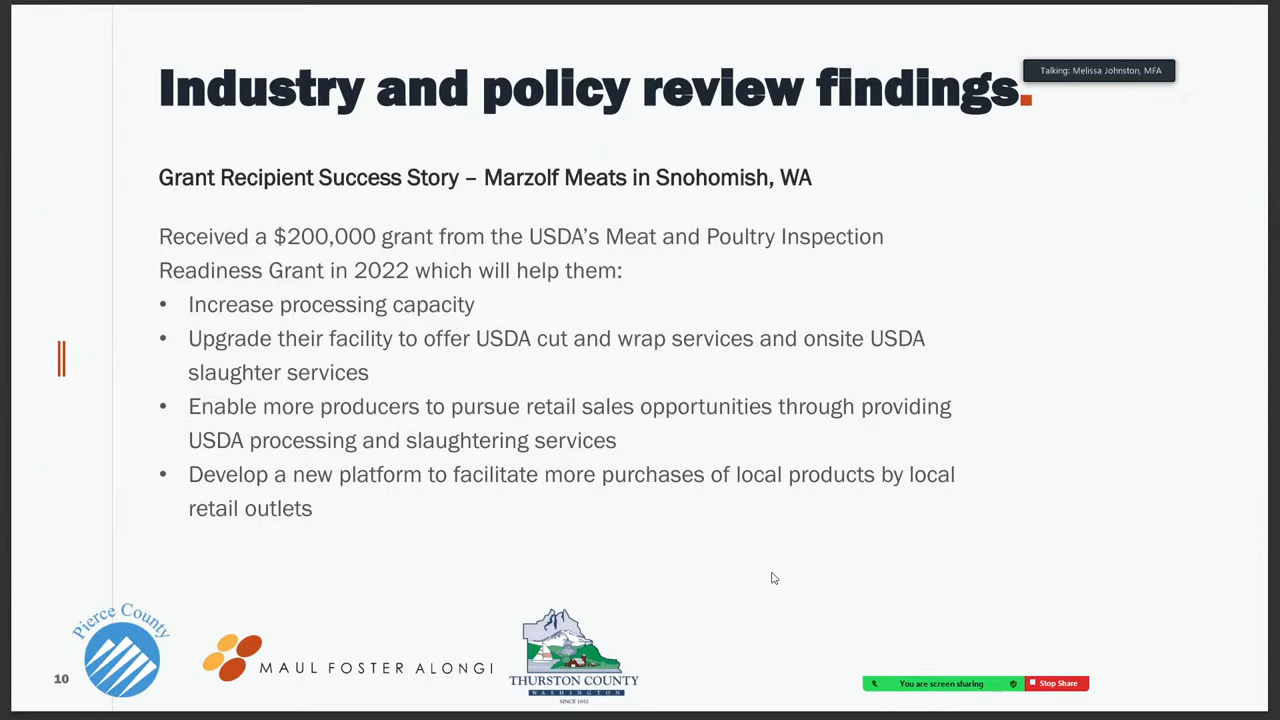 Industry and policy review findings.
Talking: Melissa Johnston, MFA
Grant Recipient Success Story – Marzolf Meats in Snohomish, WA
Received a $200,000 grant from the USDA's Meat and Poultry Inspection
Readiness Grant in 2022 which will help them:
• Increase processing capacity
• Upgrade their facility to offer USDA cut and wrap services and onsite USDA
slaughter services
• Enable more producers to pursue retail sales opportunities through providing
USDA processing and slaughtering services
• Develop a new platform to facilitate more purchases of local products by local
retail outlets
10
Pierce County
MAUL FOSTER ALONGI
THURSTON COUNTY
WASHINGTON
SINCE 1852
You are screen sharing
Stop Share